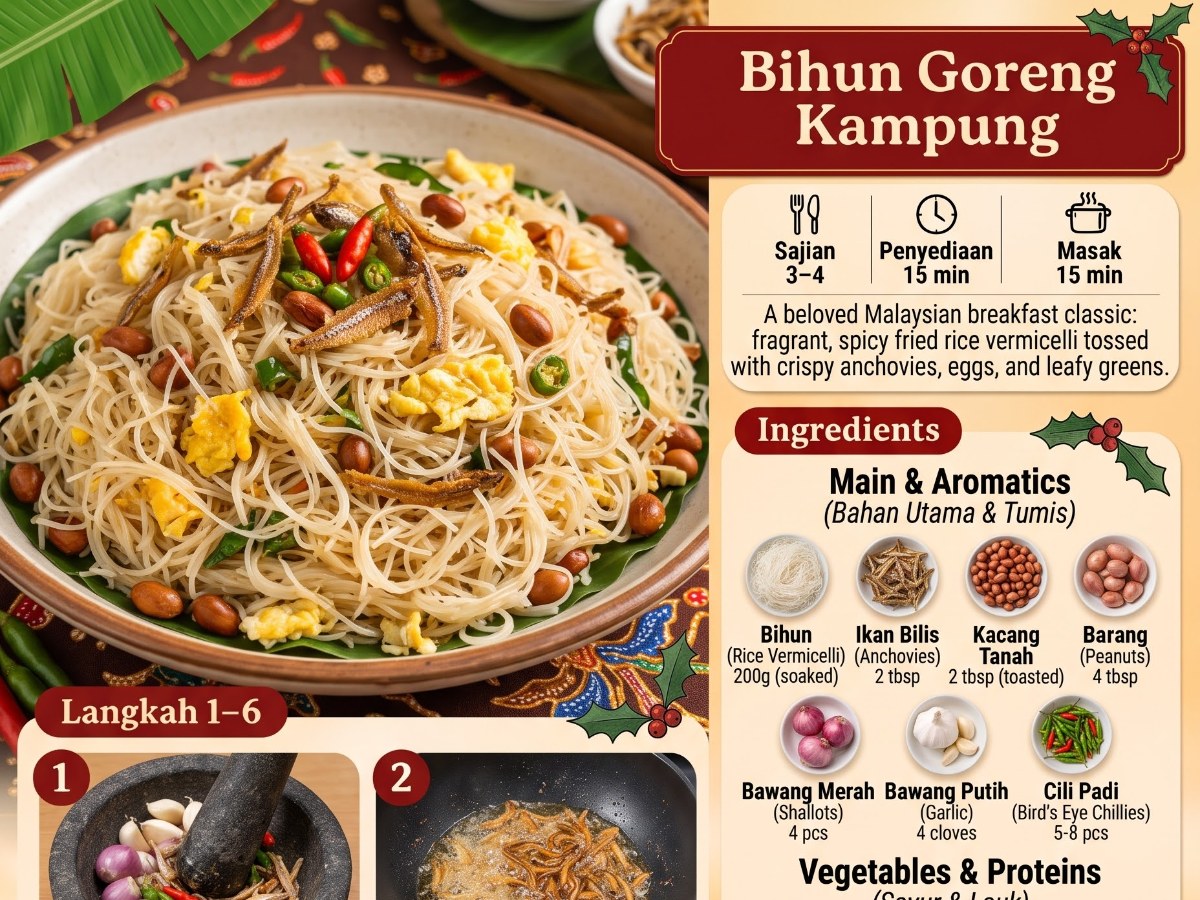 Bihun Goreng
Kampung
Sajian
3–4
Penyediaan
15 min
Masak
15 min
A beloved Malaysian breakfast classic:
fragrant, spicy fried rice vermicelli tossed
with crispy anchovies, eggs, and leafy greens.
Ingredients
Main & Aromatics
(Bahan Utama & Tumis)
Bihun
(Rice Vermicelli)
200g (soaked)
Ikan Bilis
(Anchovies)
2 tbsp
Kacang
Tanah
2 tbsp (toasted)
Barang
(Peanuts)
4 tbsp
Bawang Merah
(Shallots)
4 pcs
Bawang Putih
(Garlic)
4 cloves
Cili Padi
(Bird's Eye Chillies)
5-8 pcs
Vegetables & Proteins
(Sayur & Lauk)
Langkah 1–6
1
2